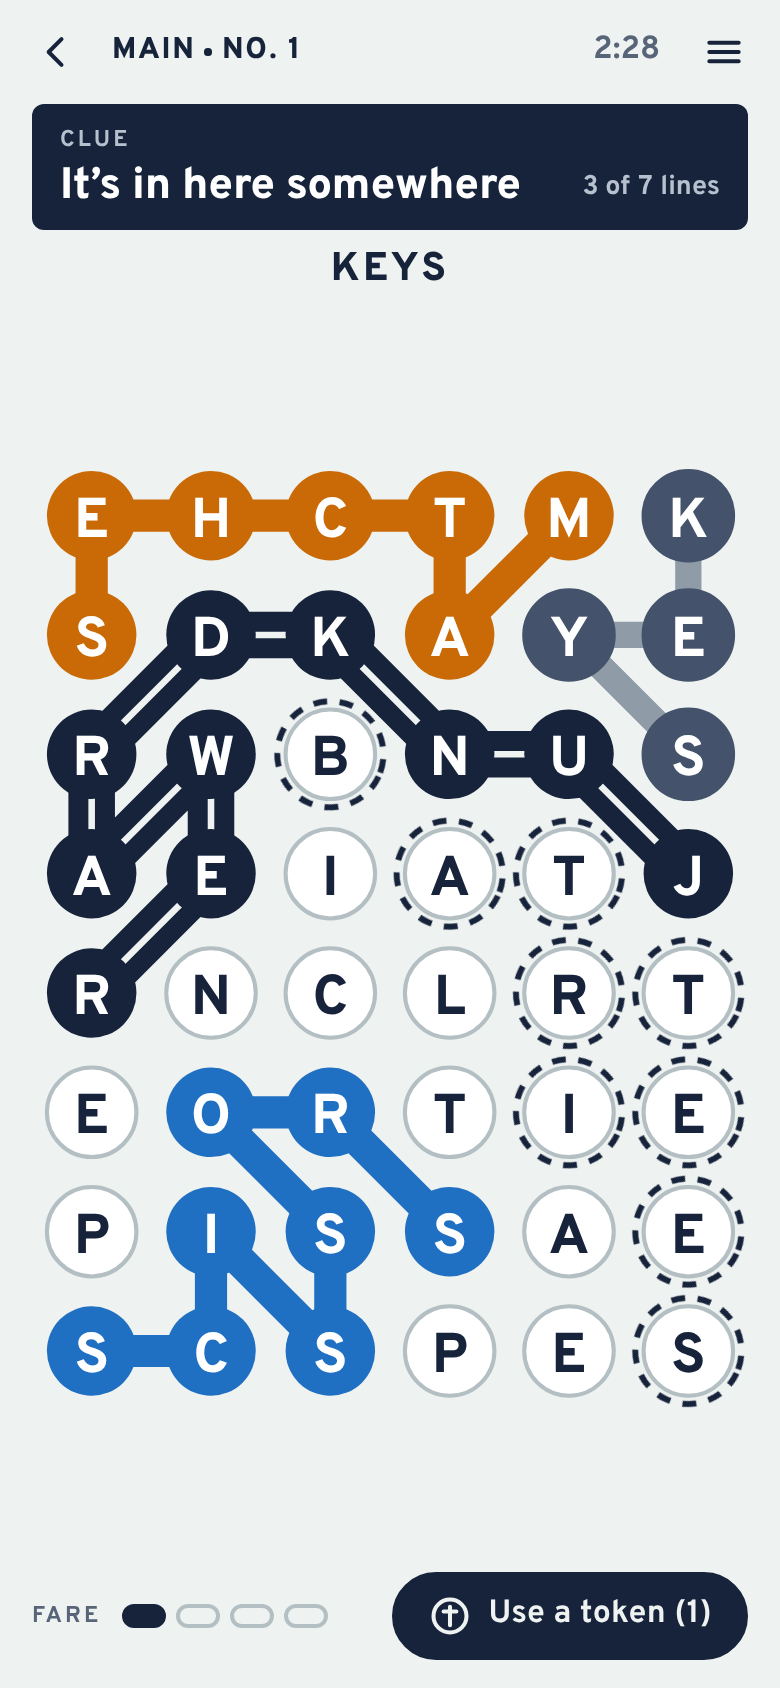 MAIN • NO. 1 2:28
CLUE
It's in here somewhere 3 of 7 lines
KEYS
E H C T M K
S D K A Y E
R W B N U S
A E I A T J
R N C L R T
E O R T I E
P I S S A E
S C S P E S
FARE Use a token (1)